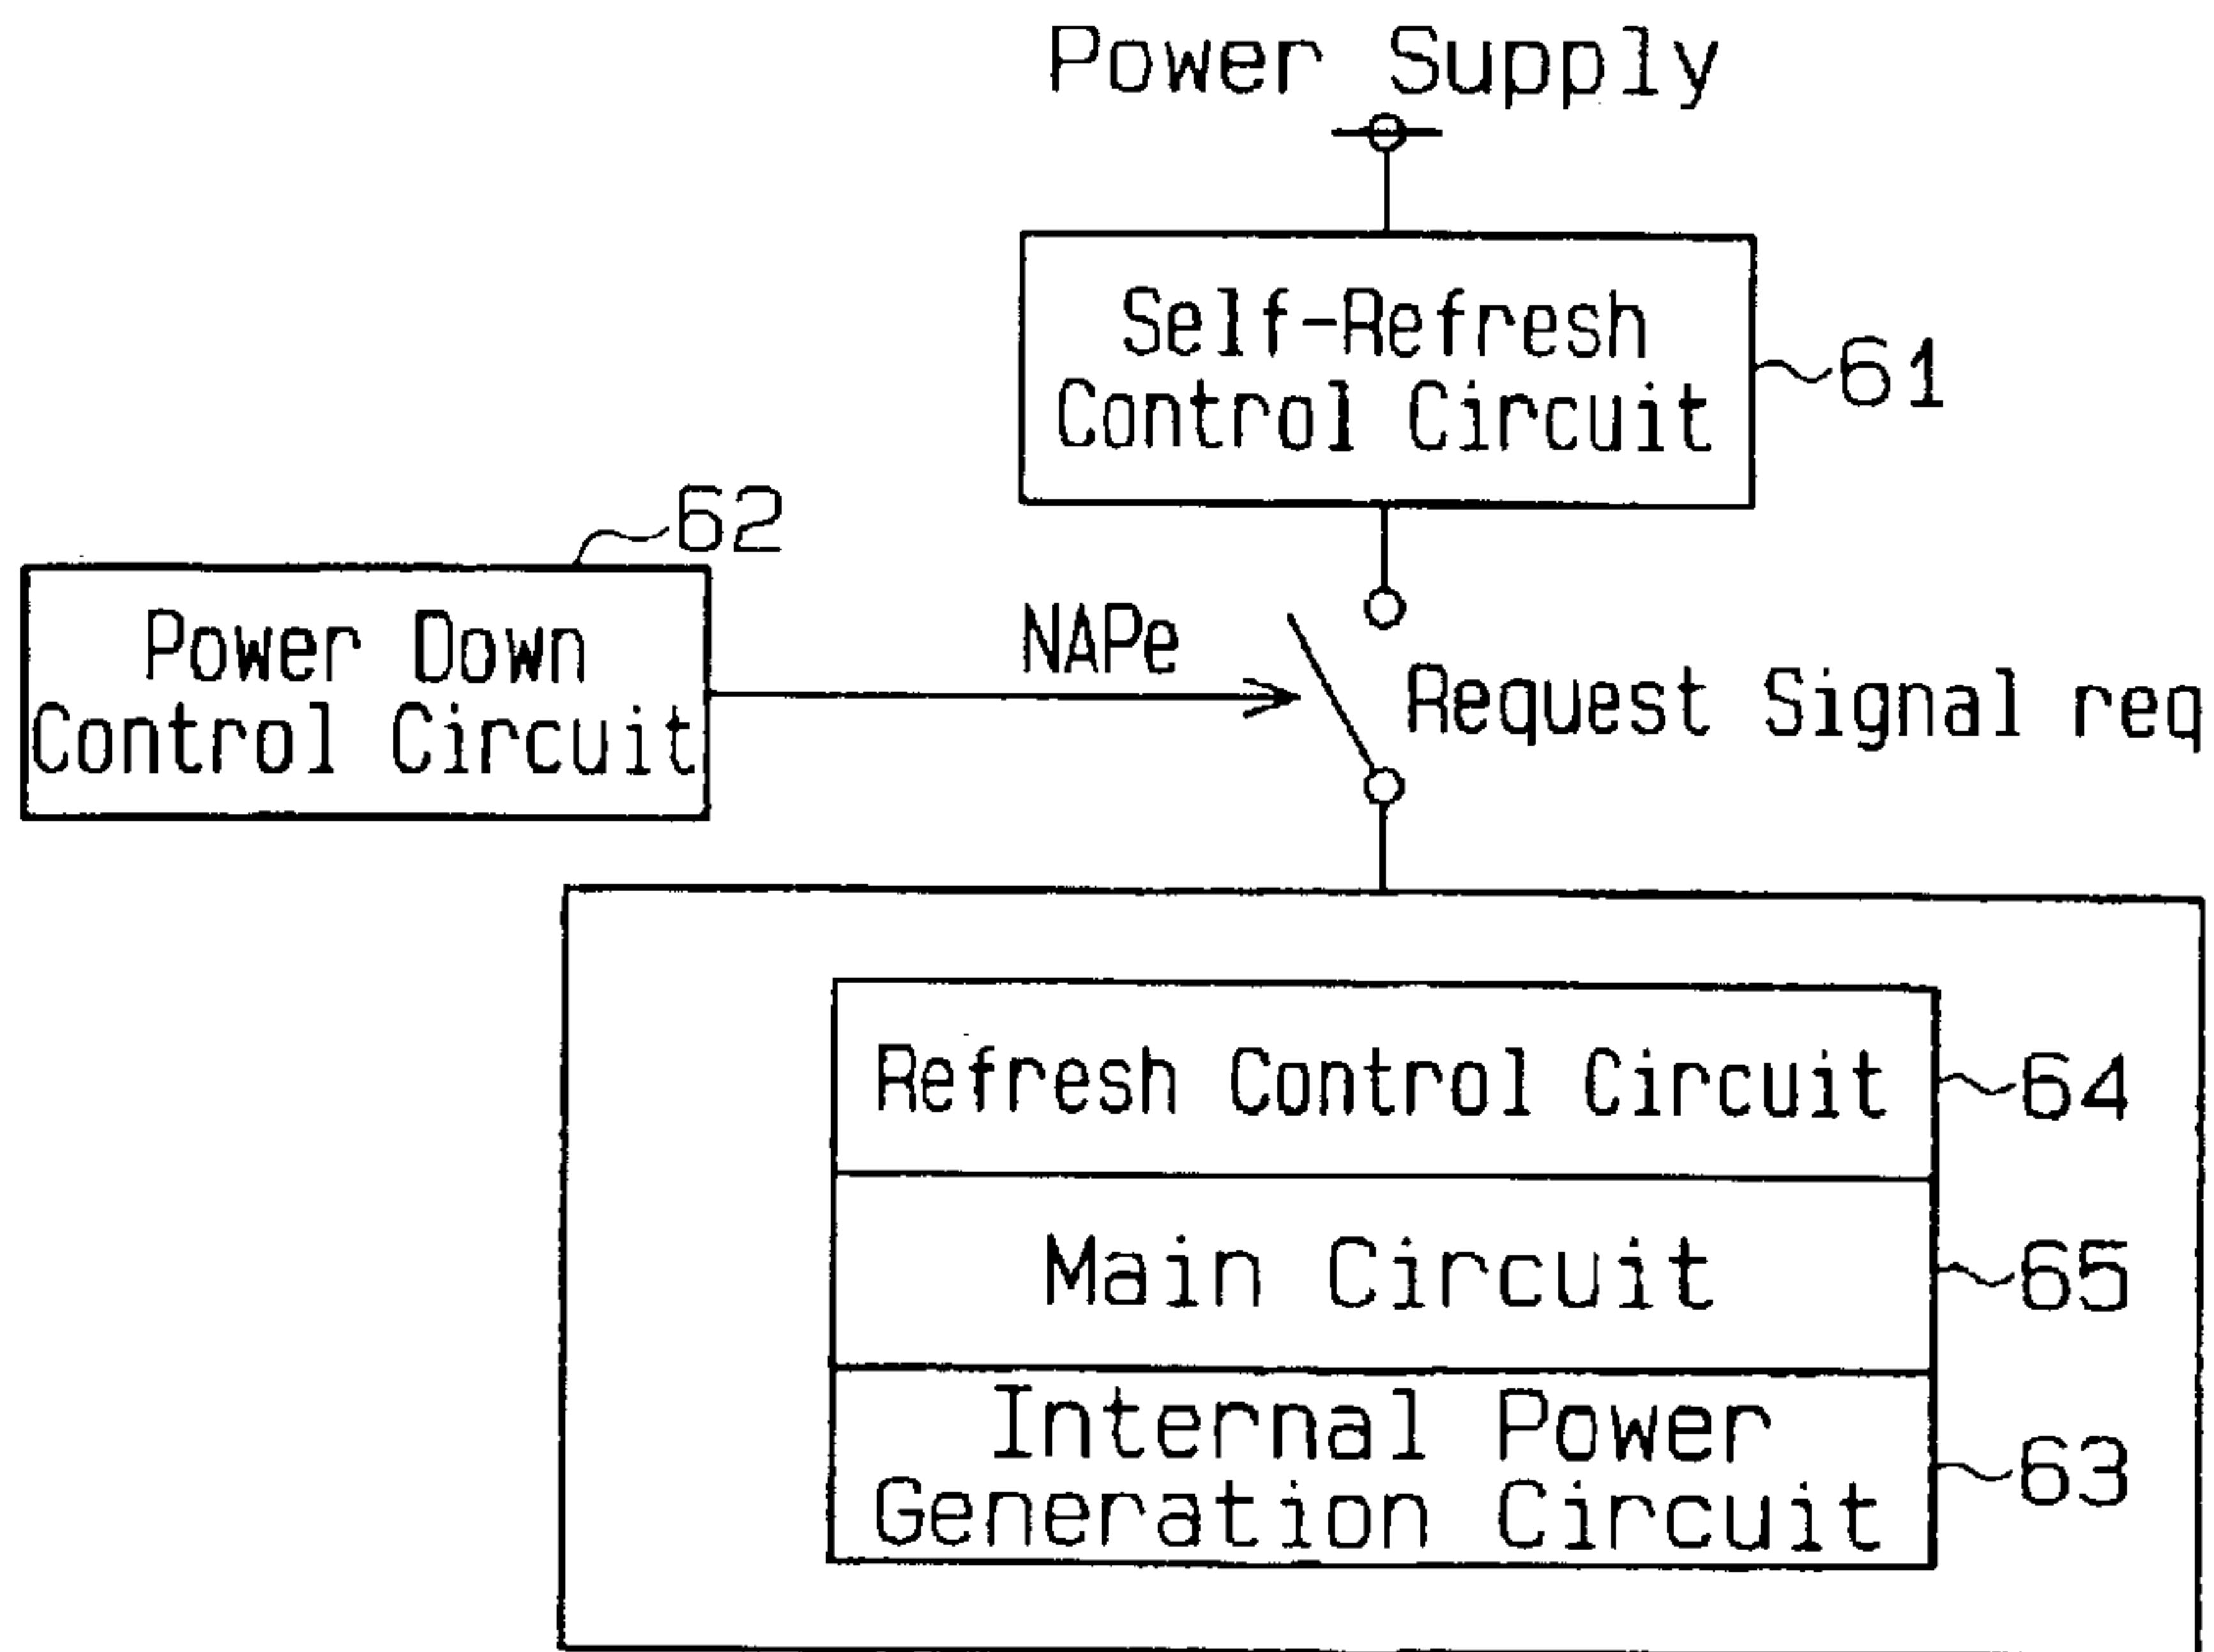 Power Supply
Self-Refresh
Control Circuit
61
62
Power Down
Control Circuit
NAPe
Request Signal req
Refresh Control Circuit
64
Main Circuit
65
Internal Power
Generation Circuit
63